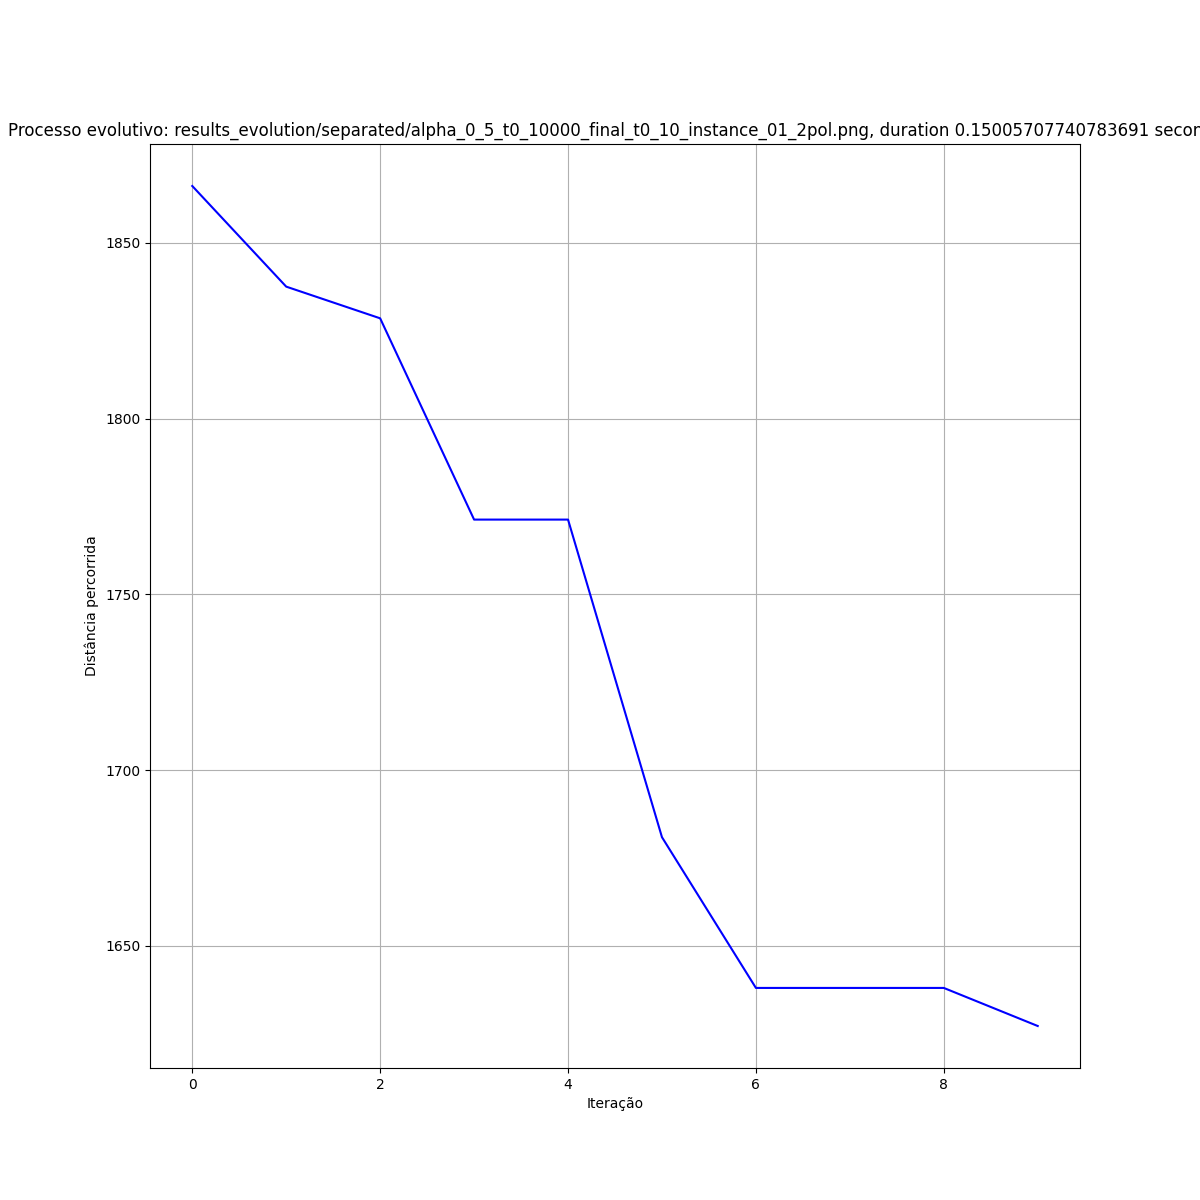 Processo evolutivo: results_evolution/separated/alpha_0_5_t0_10000_final_t0_10_instance_01_2pol.png, duration 0.15005707740783691 secon
1850
1800
1750
1700
1650
Distância percorrida
0 2 4 6 8
Iteração